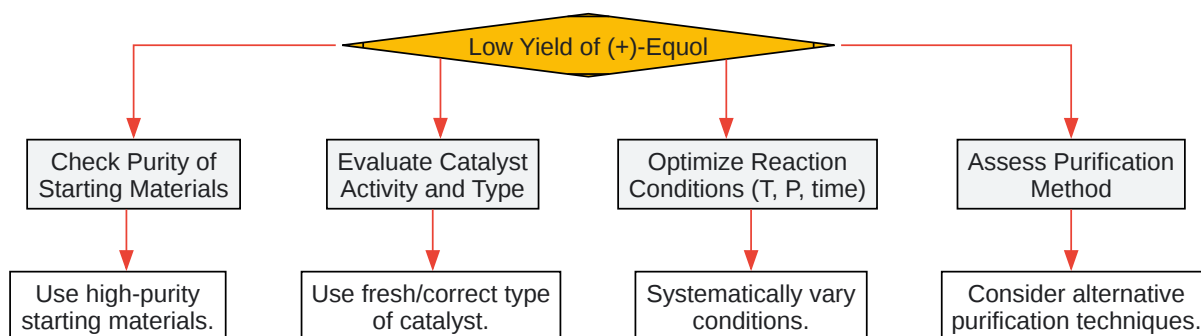 Low Yield of (+)-Equol
Check Purity of
Starting Materials
Evaluate Catalyst
Activity and Type
Optimize Reaction
Conditions (T, P, time)
Assess Purification
Method
Use high-purity
starting materials.
Use fresh/correct type
of catalyst.
Systematically vary
conditions.
Consider alternative
purification techniques.